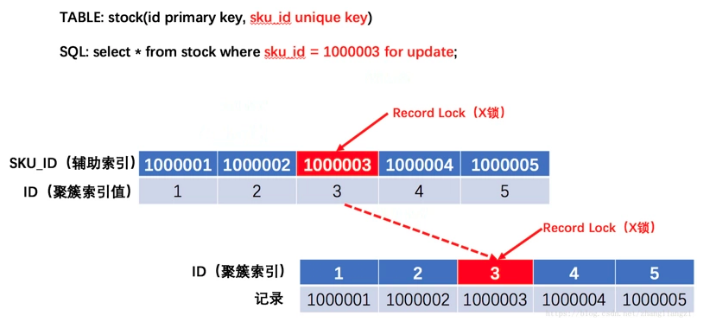 TABLE: stock(id primary key, sku_id unique key)
SQL: select * from stock where sku_id = 1000003 for update;
Record Lock（X锁）
SKU_ID（辅助索引） 1000001 1000002 1000003 1000004 1000005
ID（聚簇索引值） 1 2 3 4 5
Record Lock（X锁）
ID（聚簇索引） 1 2 3 4 5
记录 1000001 1000002 1000003 1000004 1000005